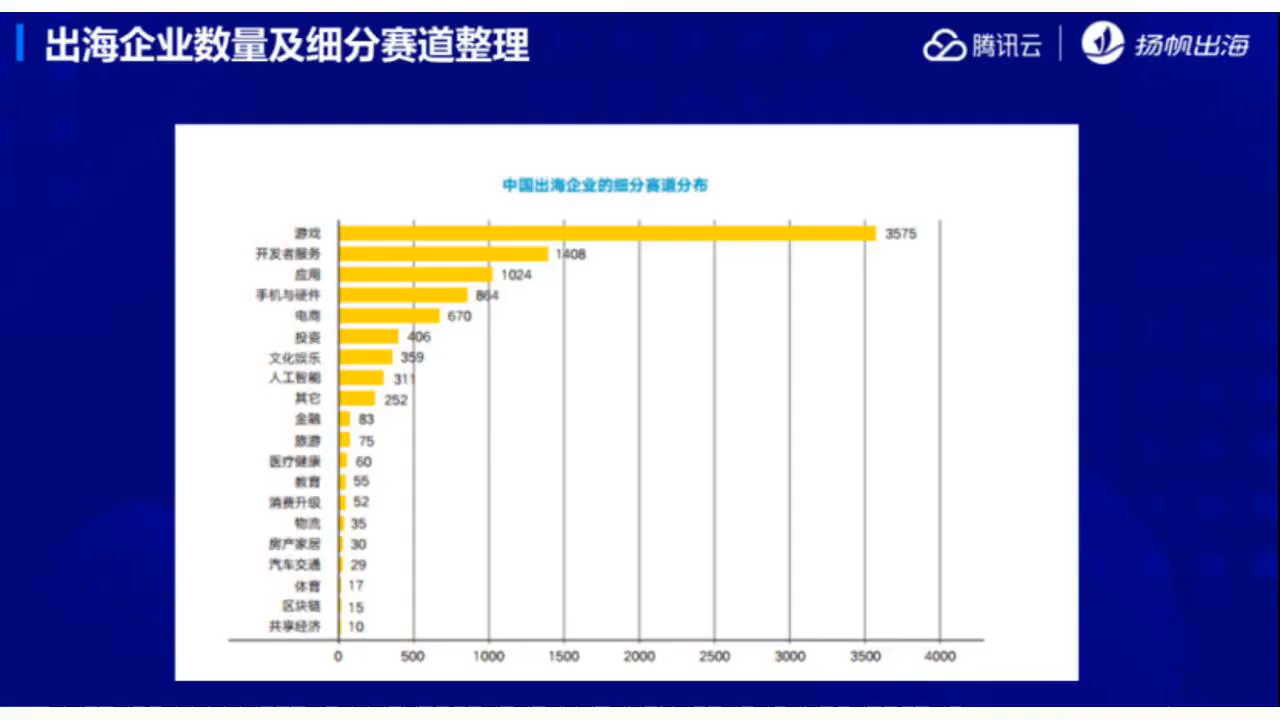 出海企业数量及细分赛道整理
腾讯云
扬帆出海
中国出海企业的细分赛道分布
游戏 3575
开发者服务 1408
应用 1024
手机与硬件 864
电商 670
投资 406
文化娱乐 359
人工智能 311
其它 252
金融 83
旅游 75
医疗健康 60
教育 55
消费升级 52
物流 35
房产家居 30
汽车交通 29
体育 17
区块链 15
共享经济 10
0 500 1000 1500 2000 2500 3000 3500 4000